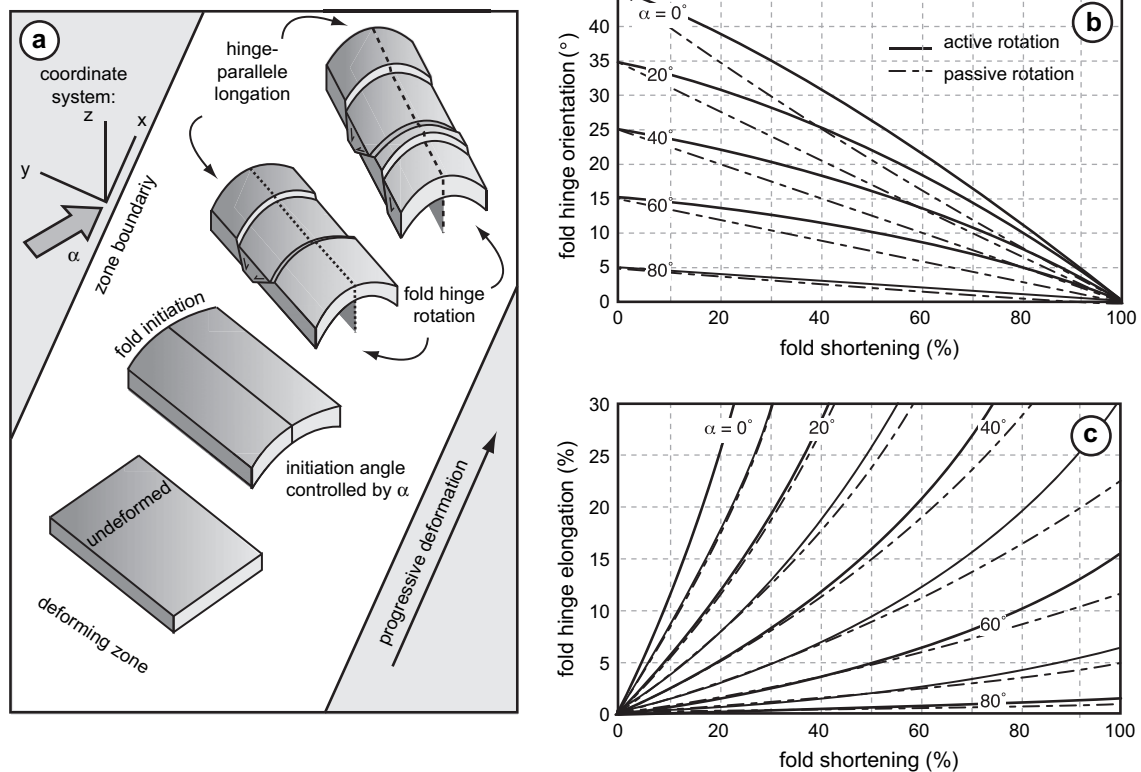 a
coordinate
system:
z
x
y
α
zone boundariy
hinge-
parallele
longation
fold hinge
rotation
fold initiation
initiation angle
controlled by α
undeformed
deforming zone
progressive deformation
b
fold hinge orientation (°)
40
35
30
25
20
15
10
5
0
α = 0°
20°
40°
60°
80°
active rotation
passive rotation
0
20
40
60
80
100
fold shortening (%)
c
fold hinge elongation (%)
30
25
20
15
10
5
0
α = 0°
20°
40°
60°
80°
0
20
40
60
80
100
fold shortening (%)